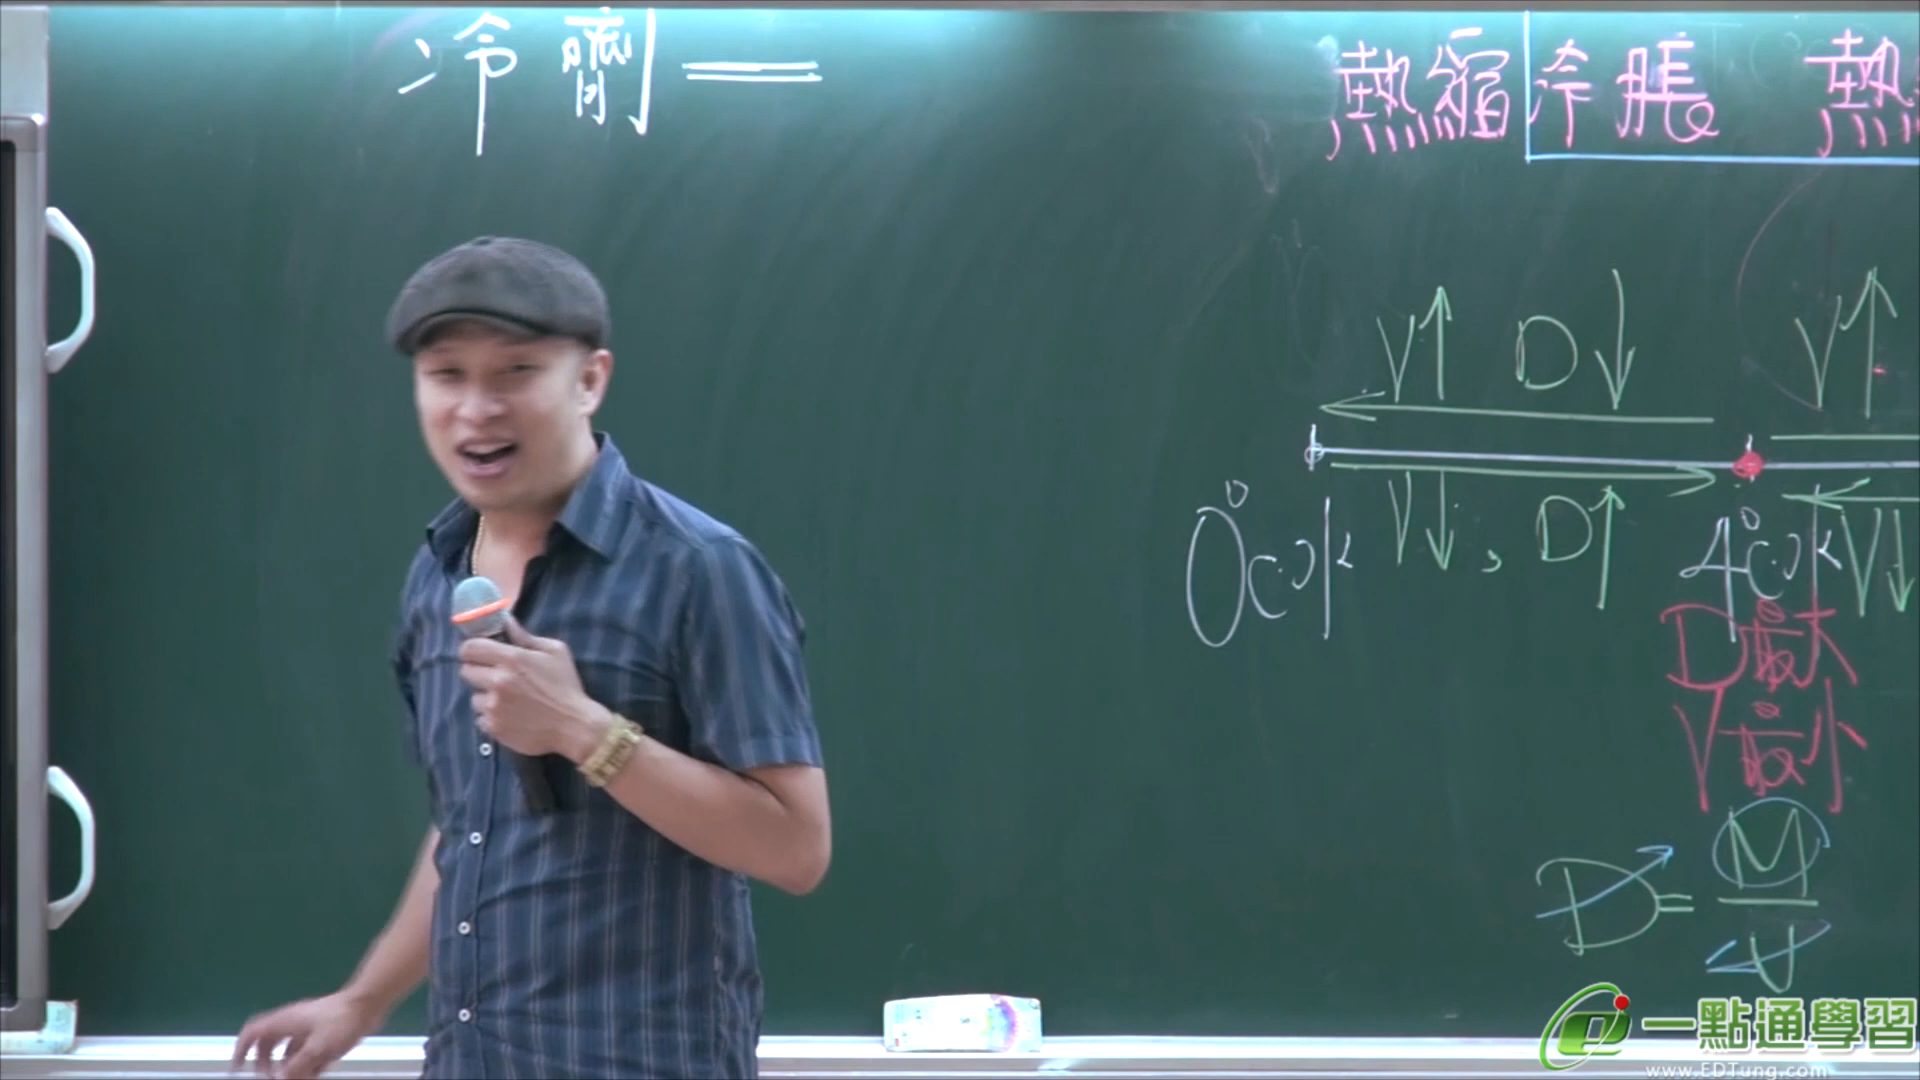 冷劑=
熱縮冷脹 熱
V↑ D↓ V↑
0°C水 V↓, D↑ 4°C水 V↓
D最大
V最小
D=M/V
一點通學習
www.EDTung.com